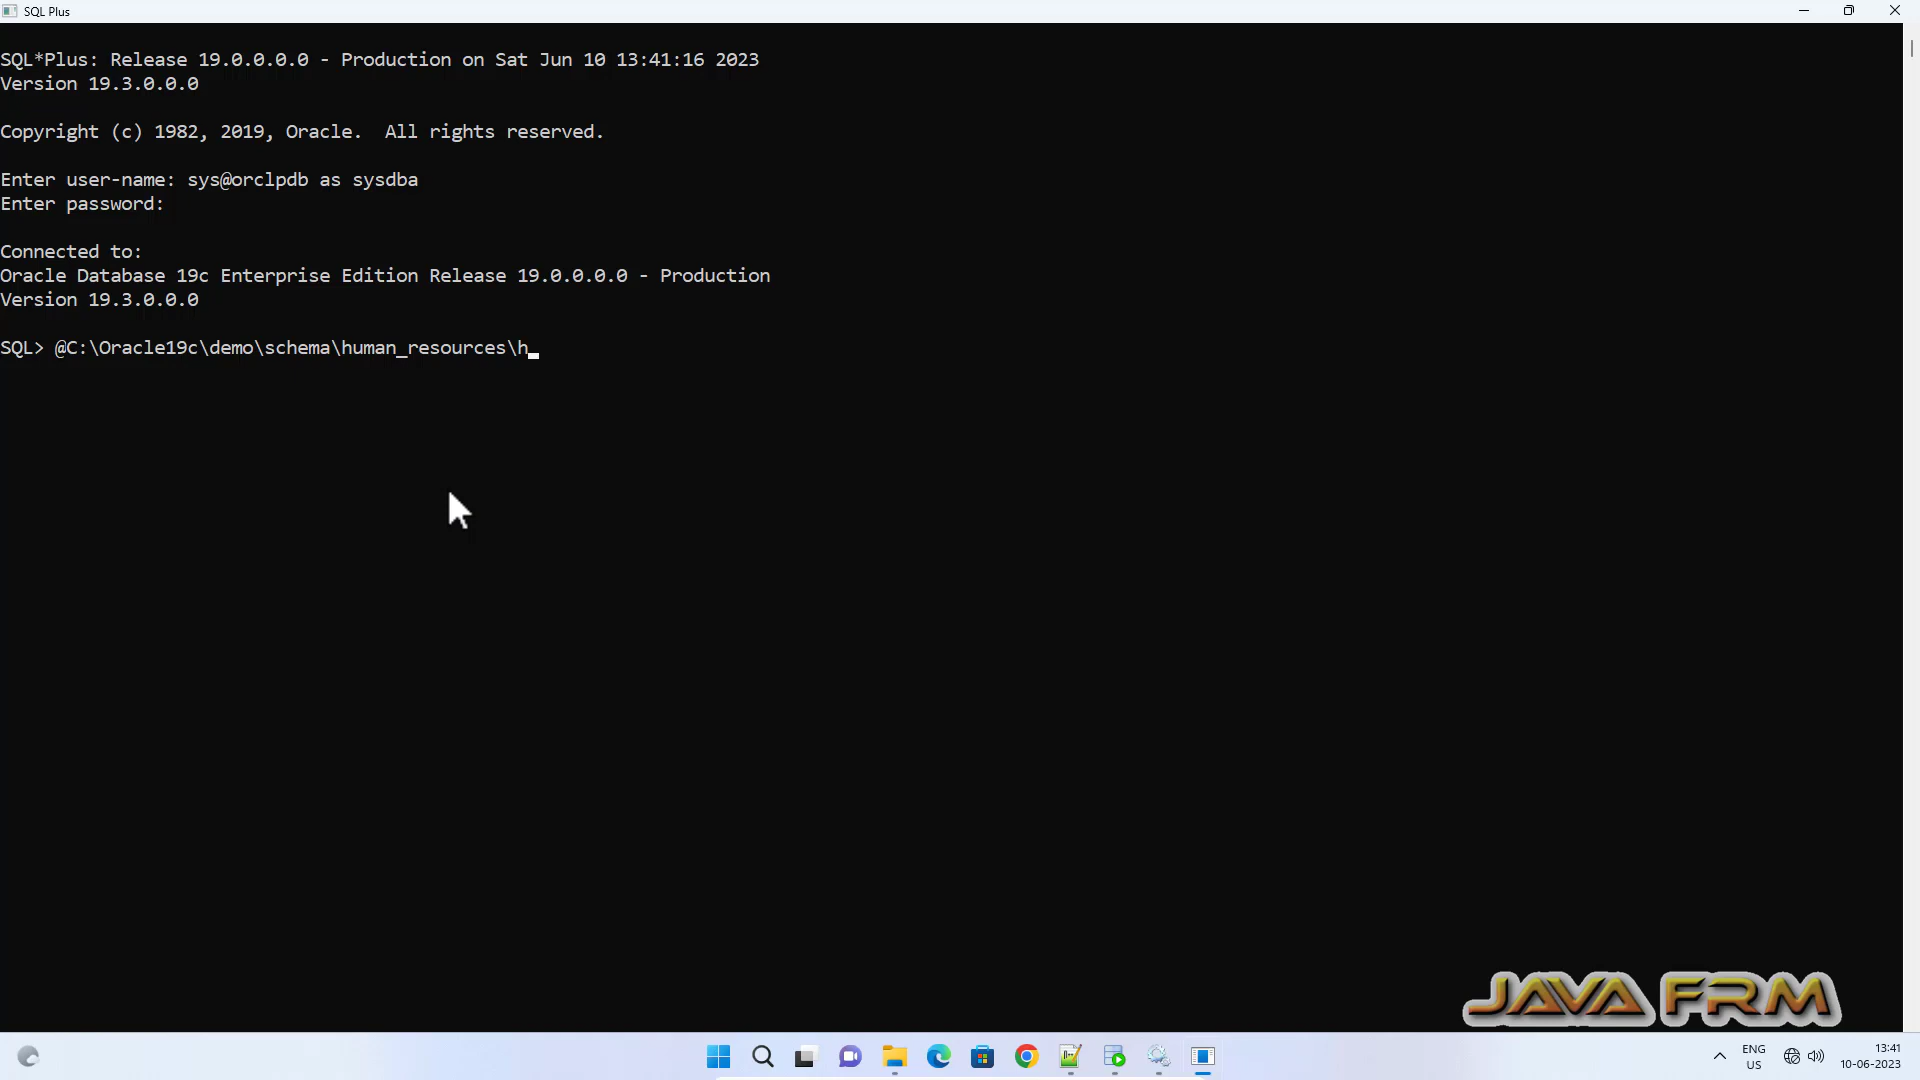 SQL Plus
SQL*Plus: Release 19.0.0.0.0 - Production on Sat Jun 10 13:41:16 2023
Version 19.3.0.0.0
Copyright (c) 1982, 2019, Oracle.  All rights reserved.
Enter user-name: sys@orclpdb as sysdba
Enter password:
Connected to:
Oracle Database 19c Enterprise Edition Release 19.0.0.0.0 - Production
Version 19.3.0.0.0
SQL> @C:\Oracle19c\demo\schema\human_resources\h_
JAVA FRM
ENG
US
13:41
10-06-2023